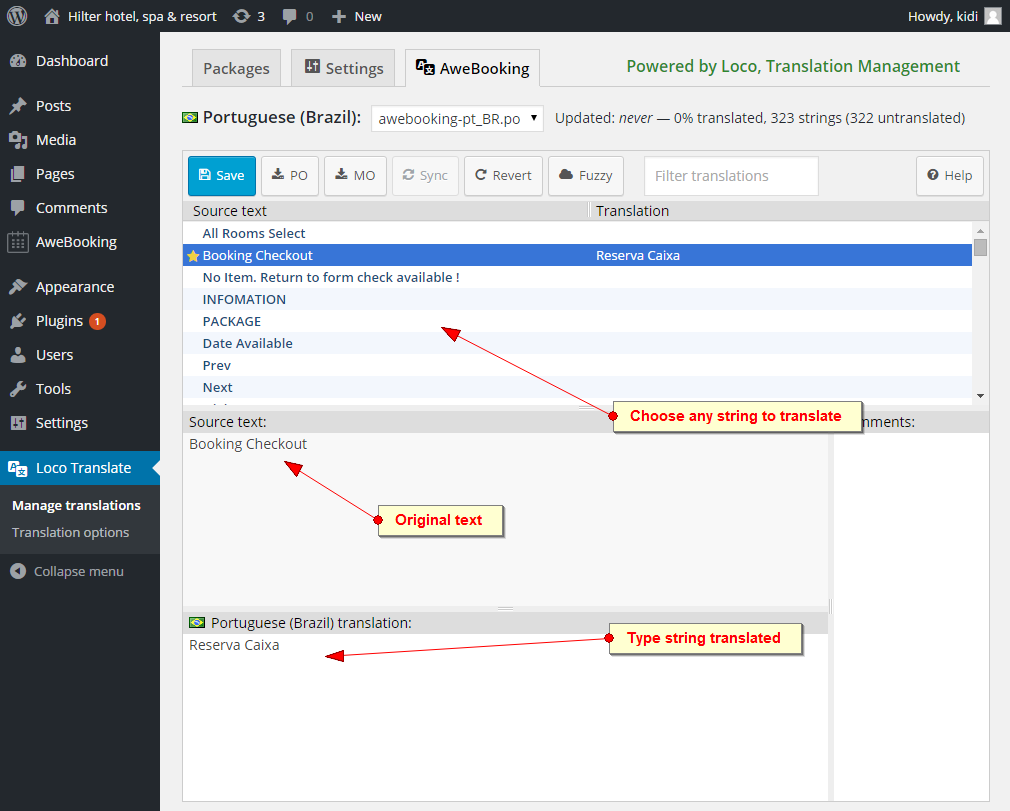 Hilter hotel, spa & resort 3 0 New Howdy, kidi
Dashboard
Posts
Media
Pages
Comments
AweBooking
Appearance
Plugins 1
Users
Tools
Settings
Loco Translate
Manage translations
Translation options
Collapse menu
Packages Settings AweBooking Powered by Loco, Translation Management
Portuguese (Brazil): awebooking-pt_BR.po Updated: never — 0% translated, 323 strings (322 untranslated)
Save PO MO Sync Revert Fuzzy Filter translations Help
Source text Translation
All Rooms Select
Booking Checkout Reserva Caixa
No Item. Return to form check available !
INFOMATION
PACKAGE
Date Available
Prev
Next
Choose any string to translate
Source text: nments:
Booking Checkout
Original text
Portuguese (Brazil) translation:
Type string translated
Reserva Caixa